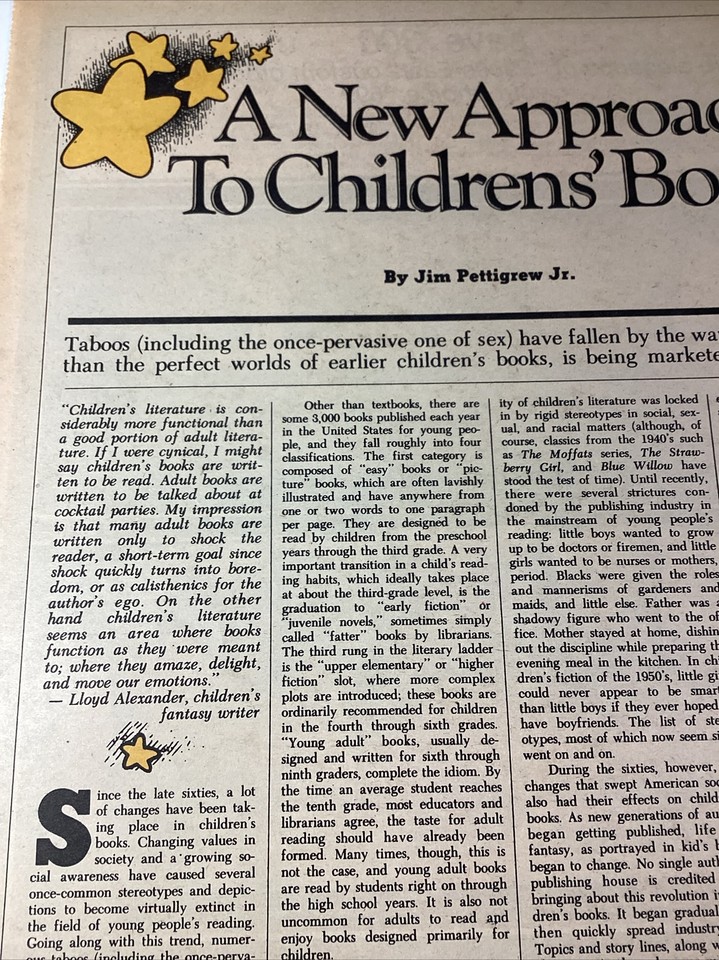 A New Approac
To Childrens' Bo
By Jim Pettigrew Jr.
Taboos (including the once-pervasive one of sex) have fallen by the wa
than the perfect worlds of earlier children's books, is being markete
"Children's literature is con-
siderably more functional than
a good portion of adult litera-
ture. If I were cynical, I might
say children's books are writ-
ten to be read. Adult books are
written to be talked about at
cocktail parties. My impression
is that many adult books are
written only to shock the
reader, a short-term goal since
shock quickly turns into bore-
dom, or as calisthenics for the
author's ego. On the other
hand children's literature
seems an area where books
function as they were meant
to; where they amaze, delight,
and move our emotions."
— Lloyd Alexander, children's
fantasy writer
Since the late sixties, a lot
of changes have been tak-
ing place in children's
books. Changing values in
society and a growing so-
cial awareness have caused several
once-common stereotypes and depic-
tions to become virtually extinct in
the field of young people's reading.
Going along with this trend, numer-
ous taboos (including the once-perva-
Other than textbooks, there are
some 3,000 books published each year
in the United States for young peo-
ple, and they fall roughly into four
classifications. The first category is
composed of "easy" books or "pic-
ture" books, which are often lavishly
illustrated and have anywhere from
one or two words to one paragraph
per page. They are designed to be
read by children from the preschool
years through the third grade. A very
important transition in a child's read-
ing habits, which ideally takes place
at about the third-grade level, is the
graduation to "early fiction" or
"juvenile novels," sometimes simply
called "fatter" books by librarians.
The third rung in the literary ladder
is the "upper elementary" or "higher
fiction" slot, where more complex
plots are introduced; these books are
ordinarily recommended for children
in the fourth through sixth grades.
"Young adult" books, usually de-
signed and written for sixth through
ninth graders, complete the idiom. By
the time an average student reaches
the tenth grade, most educators and
librarians agree, the taste for adult
reading should have already been
formed. Many times, though, this is
not the case, and young adult books
are read by students right on through
the high school years. It is also not
uncommon for adults to read and
enjoy books designed primarily for
children.
ity of children's literature was locked
in by rigid stereotypes in social, sex-
ual, and racial matters (although, of
course, classics from the 1940's such
as The Moffats series, The Straw-
berry Girl, and Blue Willow have
stood the test of time). Until recently,
there were several strictures con-
doned by the publishing industry in
the mainstream of young people's
reading: little boys wanted to grow
up to be doctors or firemen, and little
girls wanted to be nurses or mothers,
period. Blacks were given the roles
and mannerisms of gardeners and
maids, and little else. Father was a
shadowy figure who went to the of-
fice. Mother stayed at home, dishin
out the discipline while preparing th
evening meal in the kitchen. In chi
dren's fiction of the 1950's, little gi
could never appear to be smar
than little boys if they ever hoped
have boyfriends. The list of ste
otypes, most of which now seem si
went on and on.
During the sixties, however,
changes that swept American soc
also had their effects on child
books. As new generations of au
began getting published, life
fantasy, as portrayed in kid's b
began to change. No single auth
publishing house is credited
bringing about this revolution i
dren's books. It began gradual
then quickly spread industry
Topics and story lines, along w